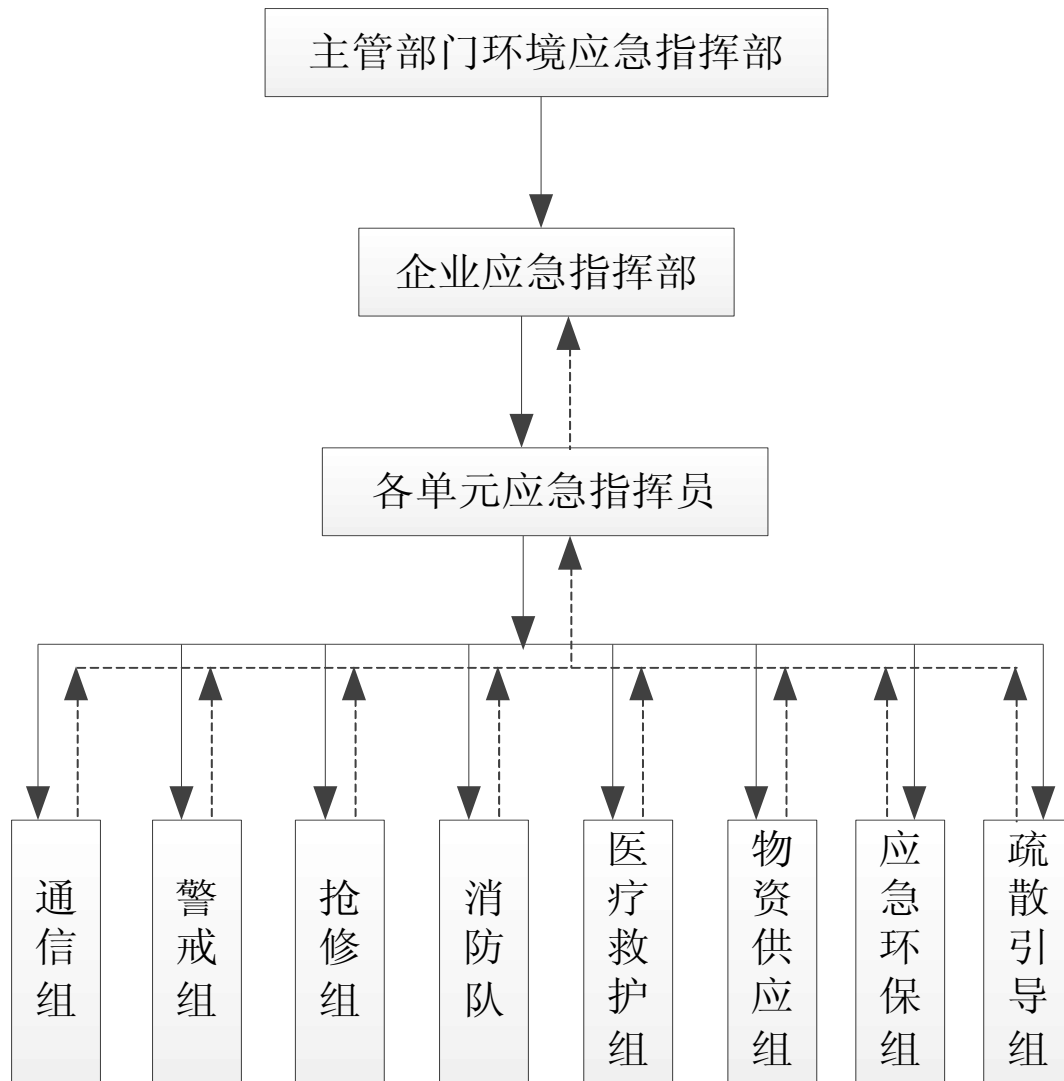 主管部门环境应急指挥部
企业应急指挥部
各单元应急指挥员
通信组
警戒组
抢修组
消防队
医疗救护组
物资供应组
应急环保组
疏散引导组